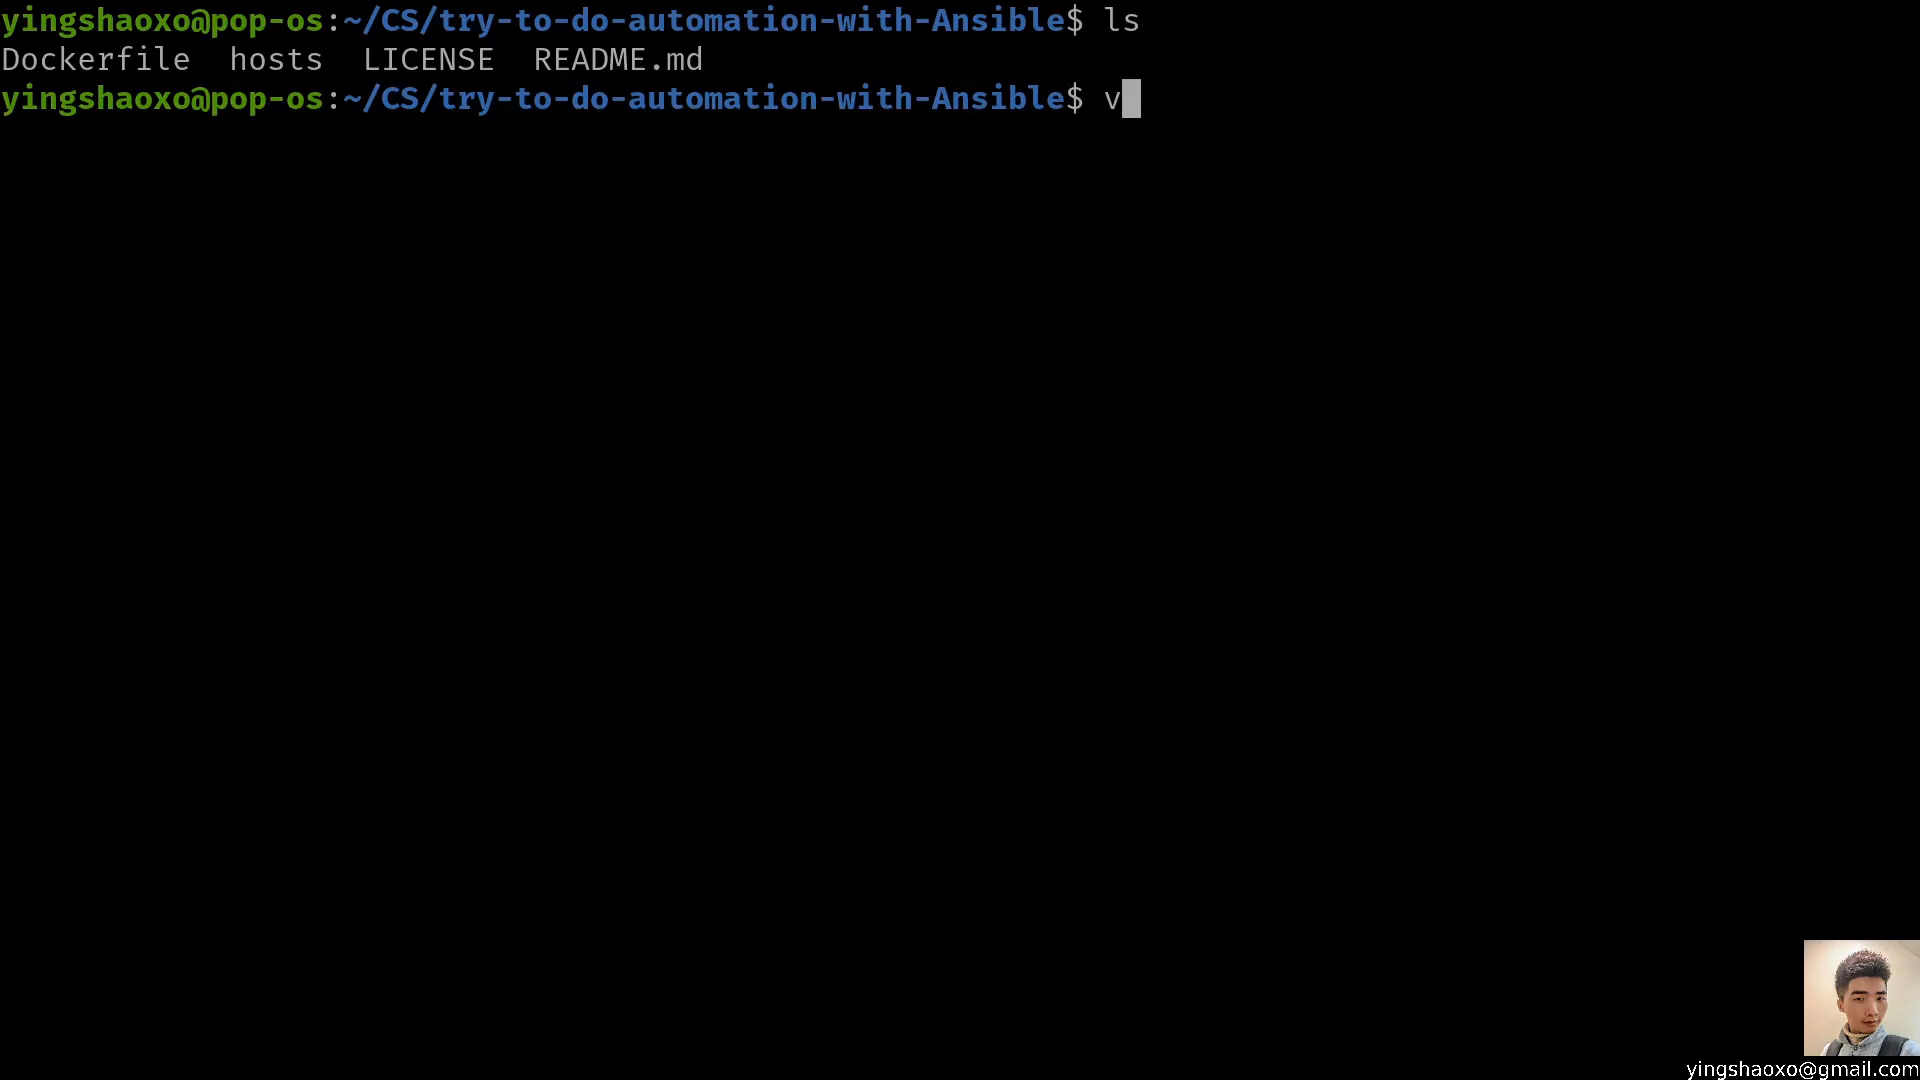 yingshaoxo@pop-os:~/CS/try-to-do-automation-with-Ansible$ ls
Dockerfile  hosts  LICENSE  README.md
yingshaoxo@pop-os:~/CS/try-to-do-automation-with-Ansible$ v
yingshaoxo@gmail.com